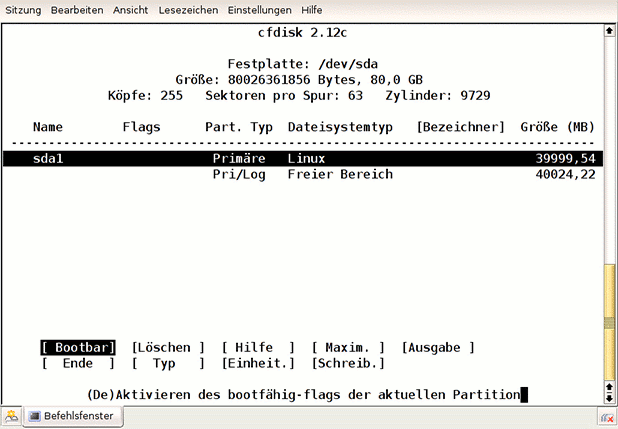 Sitzung Bearbeiten Ansicht Lesezeichen Einstellungen Hilfe
cfdisk 2.12c
Festplatte: /dev/sda
Größe: 80026361856 Bytes, 80,0 GB
Köpfe: 255 Sektoren pro Spur: 63 Zylinder: 9729
Name Flags Part. Typ Dateisystemtyp [Bezeichner] Größe (MB)
sda1 Primäre Linux 39999,54
Pri/Log Freier Bereich 40024,22
[ Bootbar] [Löschen ] [ Hilfe ] [ Maxim. ] [Ausgabe ]
[ Ende ] [ Typ ] [Einheit.] [Schreib.]
(De)Aktivieren des bootfähig-flags der aktuellen Partition
Befehlsfenster